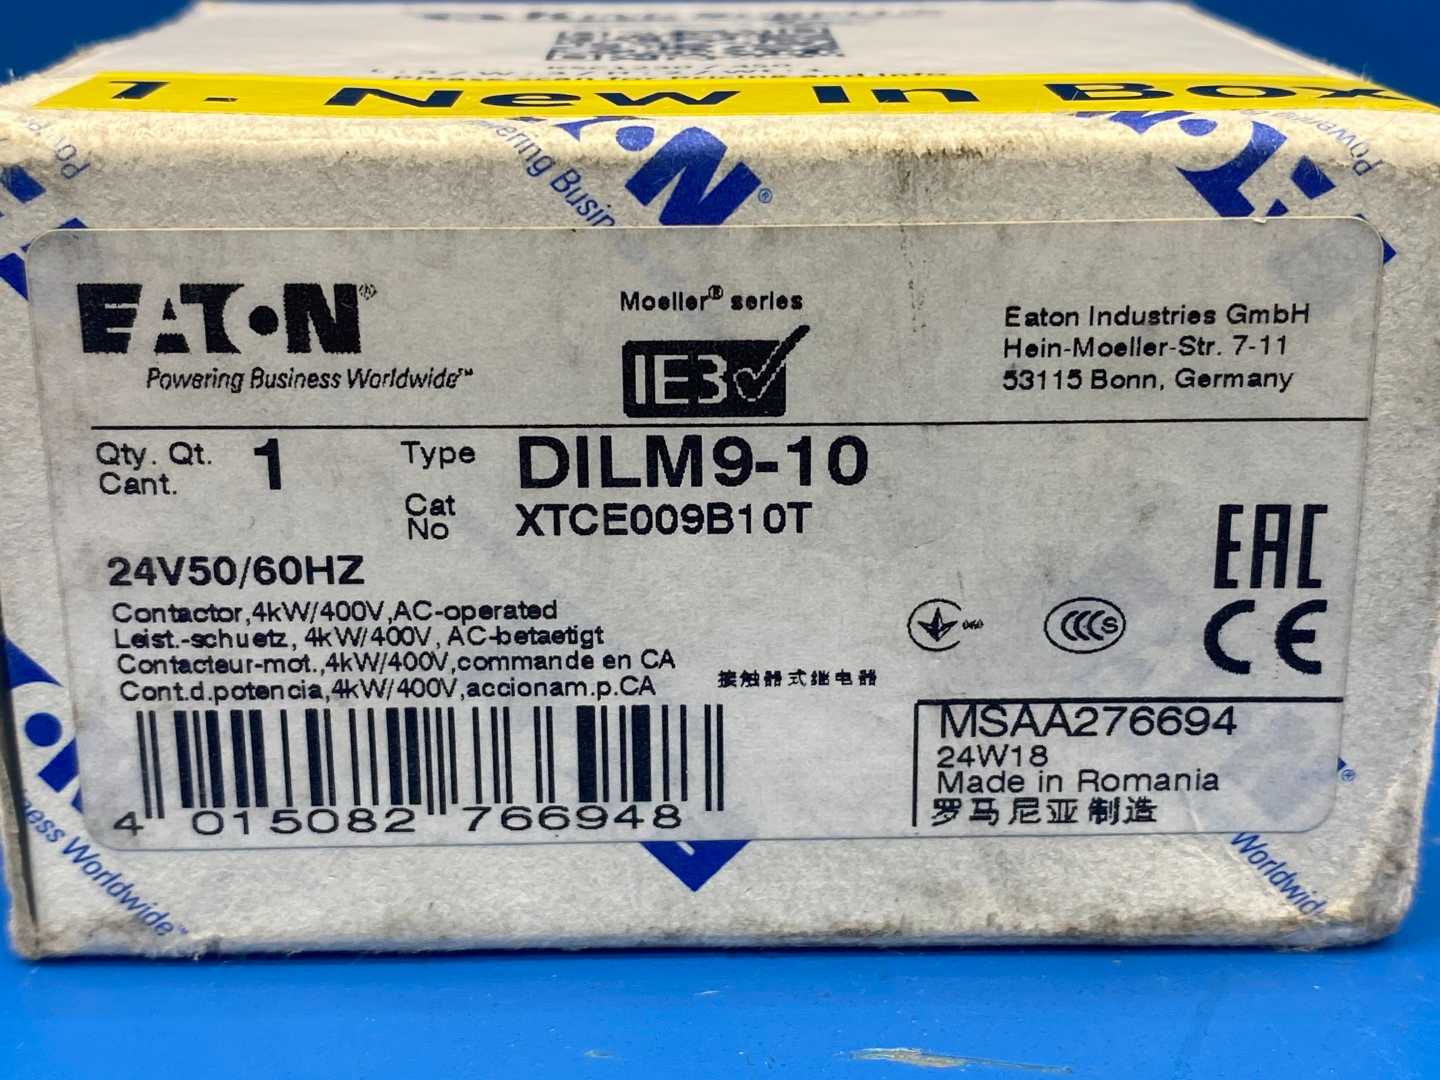 1. New In Box
EATON®
Powering Business Worldwide™
Moeller® series
IE3
Eaton Industries GmbH
Hein-Moeller-Str. 7-11
53115 Bonn, Germany
Qty. Qt.
Cant.
1
Type
DILM9-10
Cat
No
XTCE009B10T
24V50/60HZ
Contactor,4kW/400V,AC-operated
Leist.-schuetz, 4kW/400V, AC-betaetigt
Contacteur-mot.,4kW/400V,commande en CA
Cont.d.potencia,4kW/400V,accionam.p.CA
接触器式继电器
EAC
CCC S
CE
4 015082 766948
MSAA276694
24W18
Made in Romania
罗马尼亚制造
ess Worldwide™
Worldwide